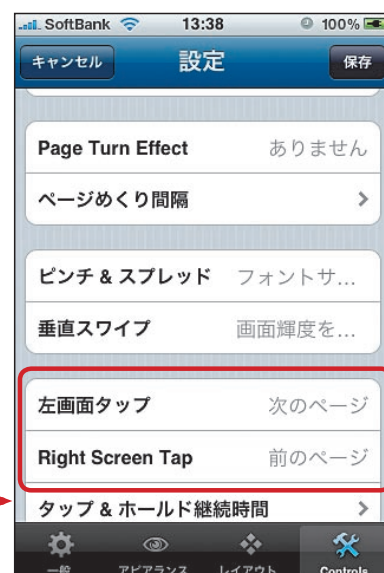 SoftBank 13:38 100%
キャンセル 設定 保存
Page Turn Effect ありません
ページめくり間隔
ピンチ & スプレッド フォントサ...
垂直スワイプ 画面輝度を...
左画面タップ 次のページ
Right Screen Tap 前のページ
タップ & ホールド継続時間
一般 アピアランス レイアウト Controls